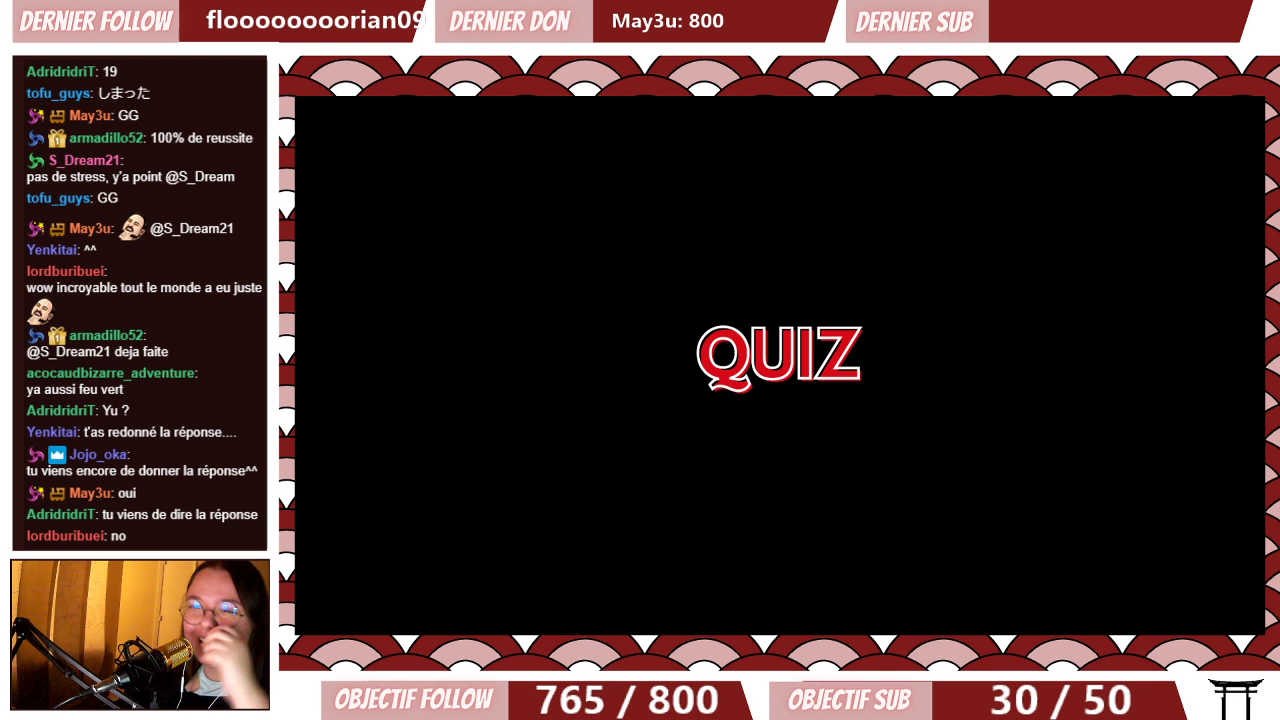 DERNIER FOLLOW
floooooooorian09
DERNIER DON
May3u: 800
DERNIER SUB
AdridridriT: 19
tofu_guys: しまった
May3u: GG
armadillo52: 100% de reussite
S_Dream21:
pas de stress, y'a point @S_Dream
tofu_guys: GG
May3u: @S_Dream21
Yenkitai: ^^
lordburibuei:
wow incroyable tout le monde a eu juste
armadillo52:
@S_Dream21 deja faite
acocaudbizarre_adventure:
ya aussi feu vert
AdridridriT: Yu ?
Yenkitai: t'as redonné la réponse....
Jojo_oka:
tu viens encore de donner la réponse^^
May3u: oui
AdridridriT: tu viens de dire la réponse
lordburibuei: no
QUIZ
OBJECTIF FOLLOW
765 / 800
OBJECTIF SUB
30 / 50